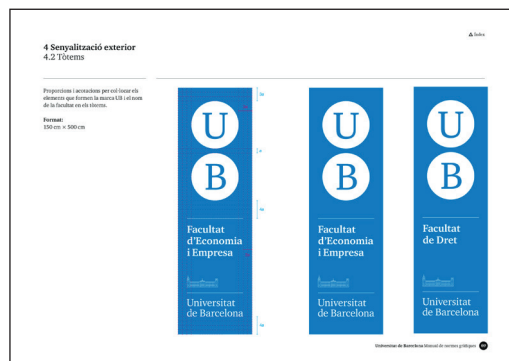 Índex
4 Senyalització exterior
4.2 Tòtems
Proporcions i acotacions per col·locar els
elements que formen la marca UB i el nom
de la facultat en els tòtems.
Format:
150 cm × 500 cm
U
B
Facultat
d’Economia
i Empresa
Universitat
de Barcelona
U
B
Facultat
d’Economia
i Empresa
Universitat
de Barcelona
U
B
Facultat
de Dret
Universitat
de Barcelona
Universitat de Barcelona Manual de normes gràfiques